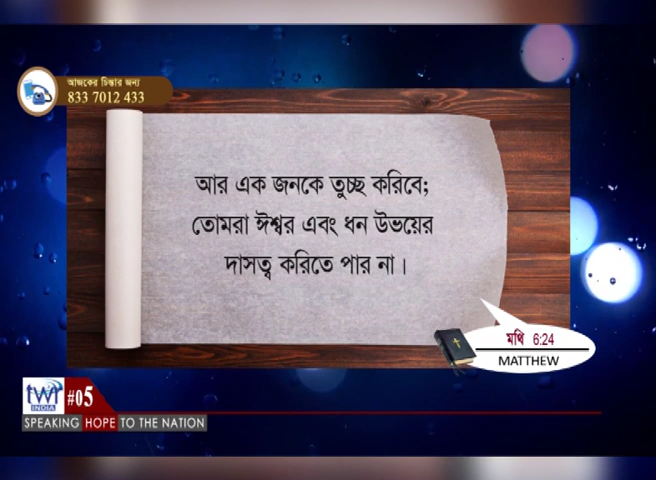 আজকের চিন্তার জন্য
833 7012 433
আর এক জনকে তুচ্ছ করিবে;
তোমরা ঈশ্বর এবং ধন উভয়ের
দাসত্ব করিতে পার না।
মথি 6:24
MATTHEW
twr #05
INDIA
SPEAKING HOPE TO THE NATION